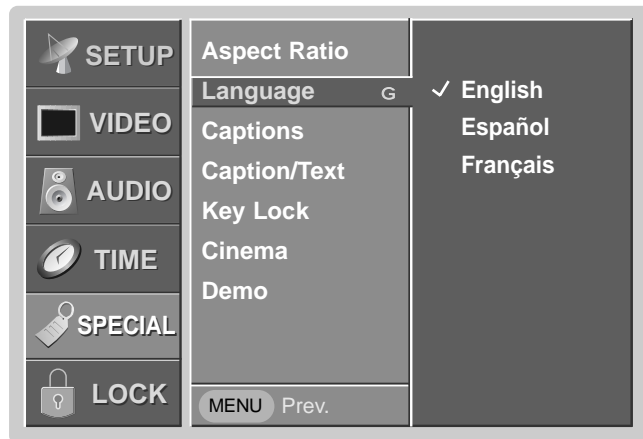 SETUP
VIDEO
AUDIO
TIME
SPECIAL
LOCK
Aspect Ratio
Language G
Captions
Caption/Text
Key Lock
Cinema
Demo
MENU Prev.
✓ English
Español
Français